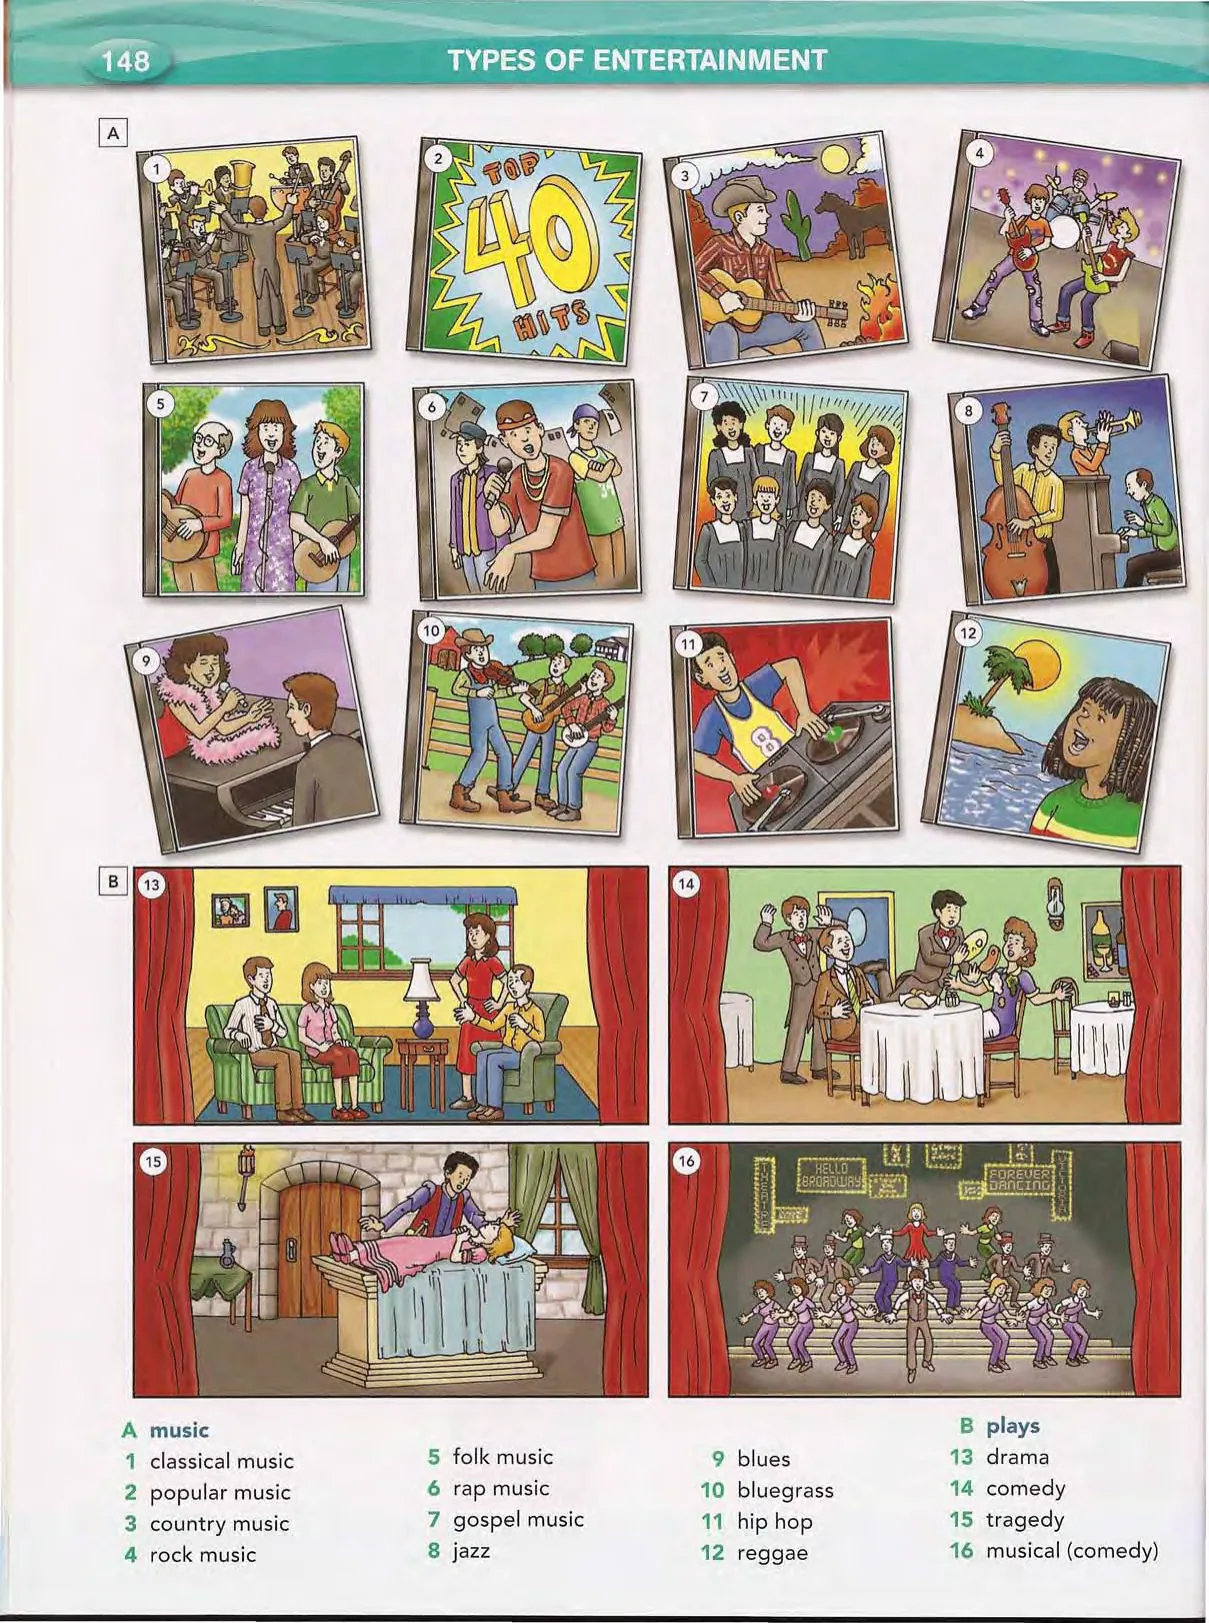 148
TYPES OF ENTERTAINMENT
A
1
2
TOP
40
HITS
3
4
5
6
7
8
9
10
11
8
12
B
13
14
15
16
THEATRE
HELLO
BROADWAY
FOREVER
DANCING
VICTORIA
A music
1 classical music
2 popular music
3 country music
4 rock music
5 folk music
6 rap music
7 gospel music
8 jazz
9 blues
10 bluegrass
11 hip hop
12 reggae
B plays
13 drama
14 comedy
15 tragedy
16 musical (comedy)